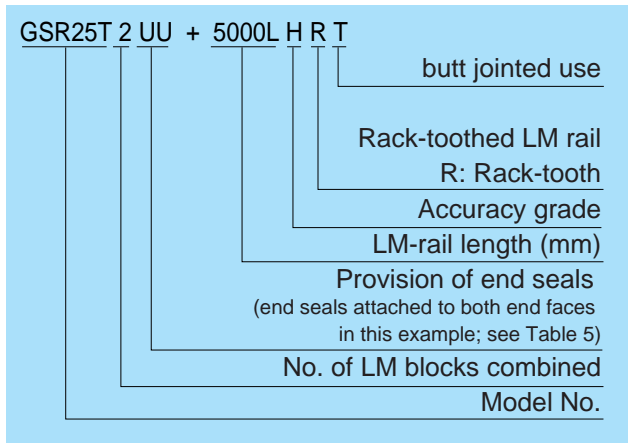 GSR25T 2 UU + 5000L H R T
butt jointed use
Rack-toothed LM rail
R: Rack-tooth
Accuracy grade
LM-rail length (mm)
Provision of end seals
(end seals attached to both end faces
in this example; see Table 5)
No. of LM blocks combined
Model No.